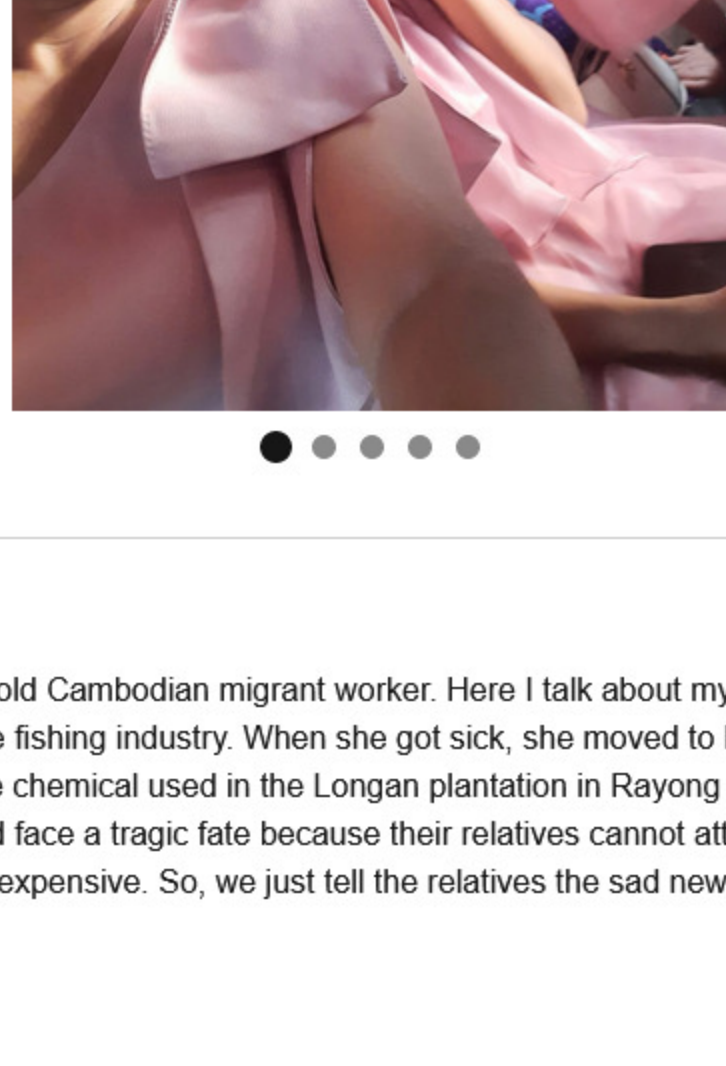 old Cambodian migrant worker. Here I talk about my
fishing industry. When she got sick, she moved to
chemical used in the Longan plantation in Rayong
face a tragic fate because their relatives cannot
expensive. So, we just tell the relatives the sad